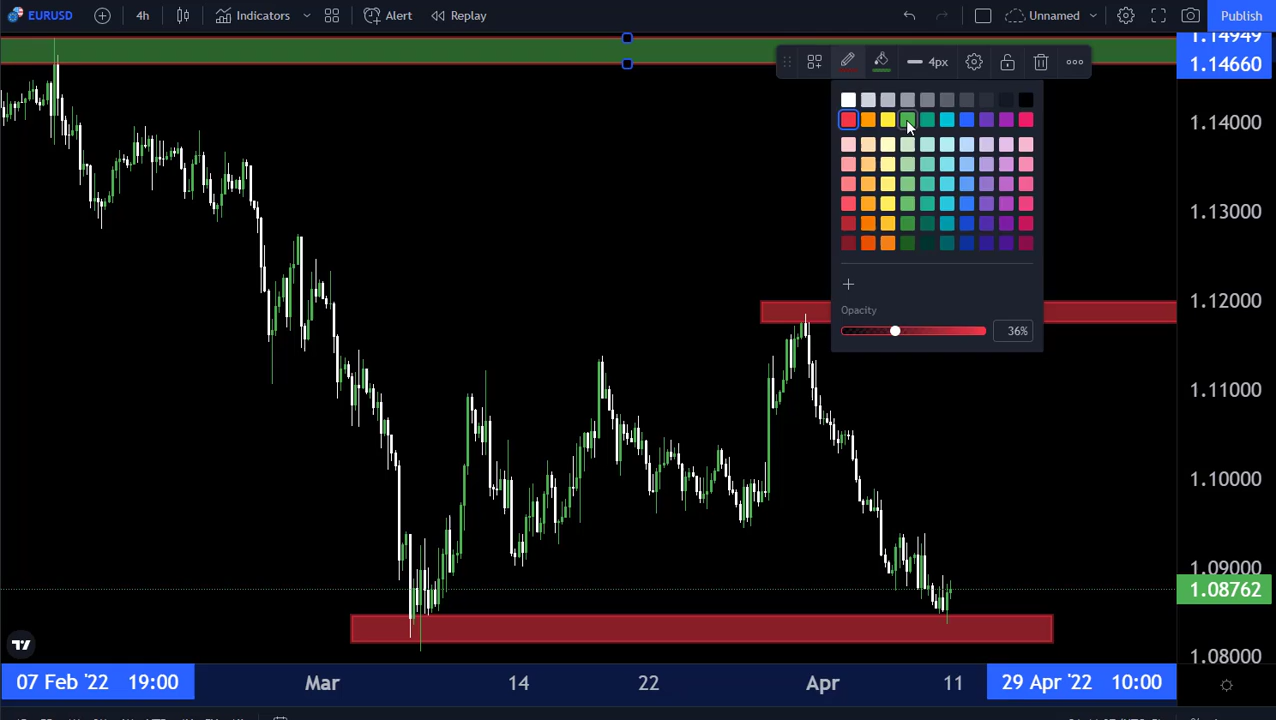 EURUSD 4h Indicators Alert Replay Unnamed Publish
1.14949
4px
1.14660
1.14000
1.13000
1.12000
Opacity
36%
1.11000
1.10000
1.09000
1.08762
1.08000
07 Feb '22 19:00 Mar 14 22 Apr 11 29 Apr '22 10:00